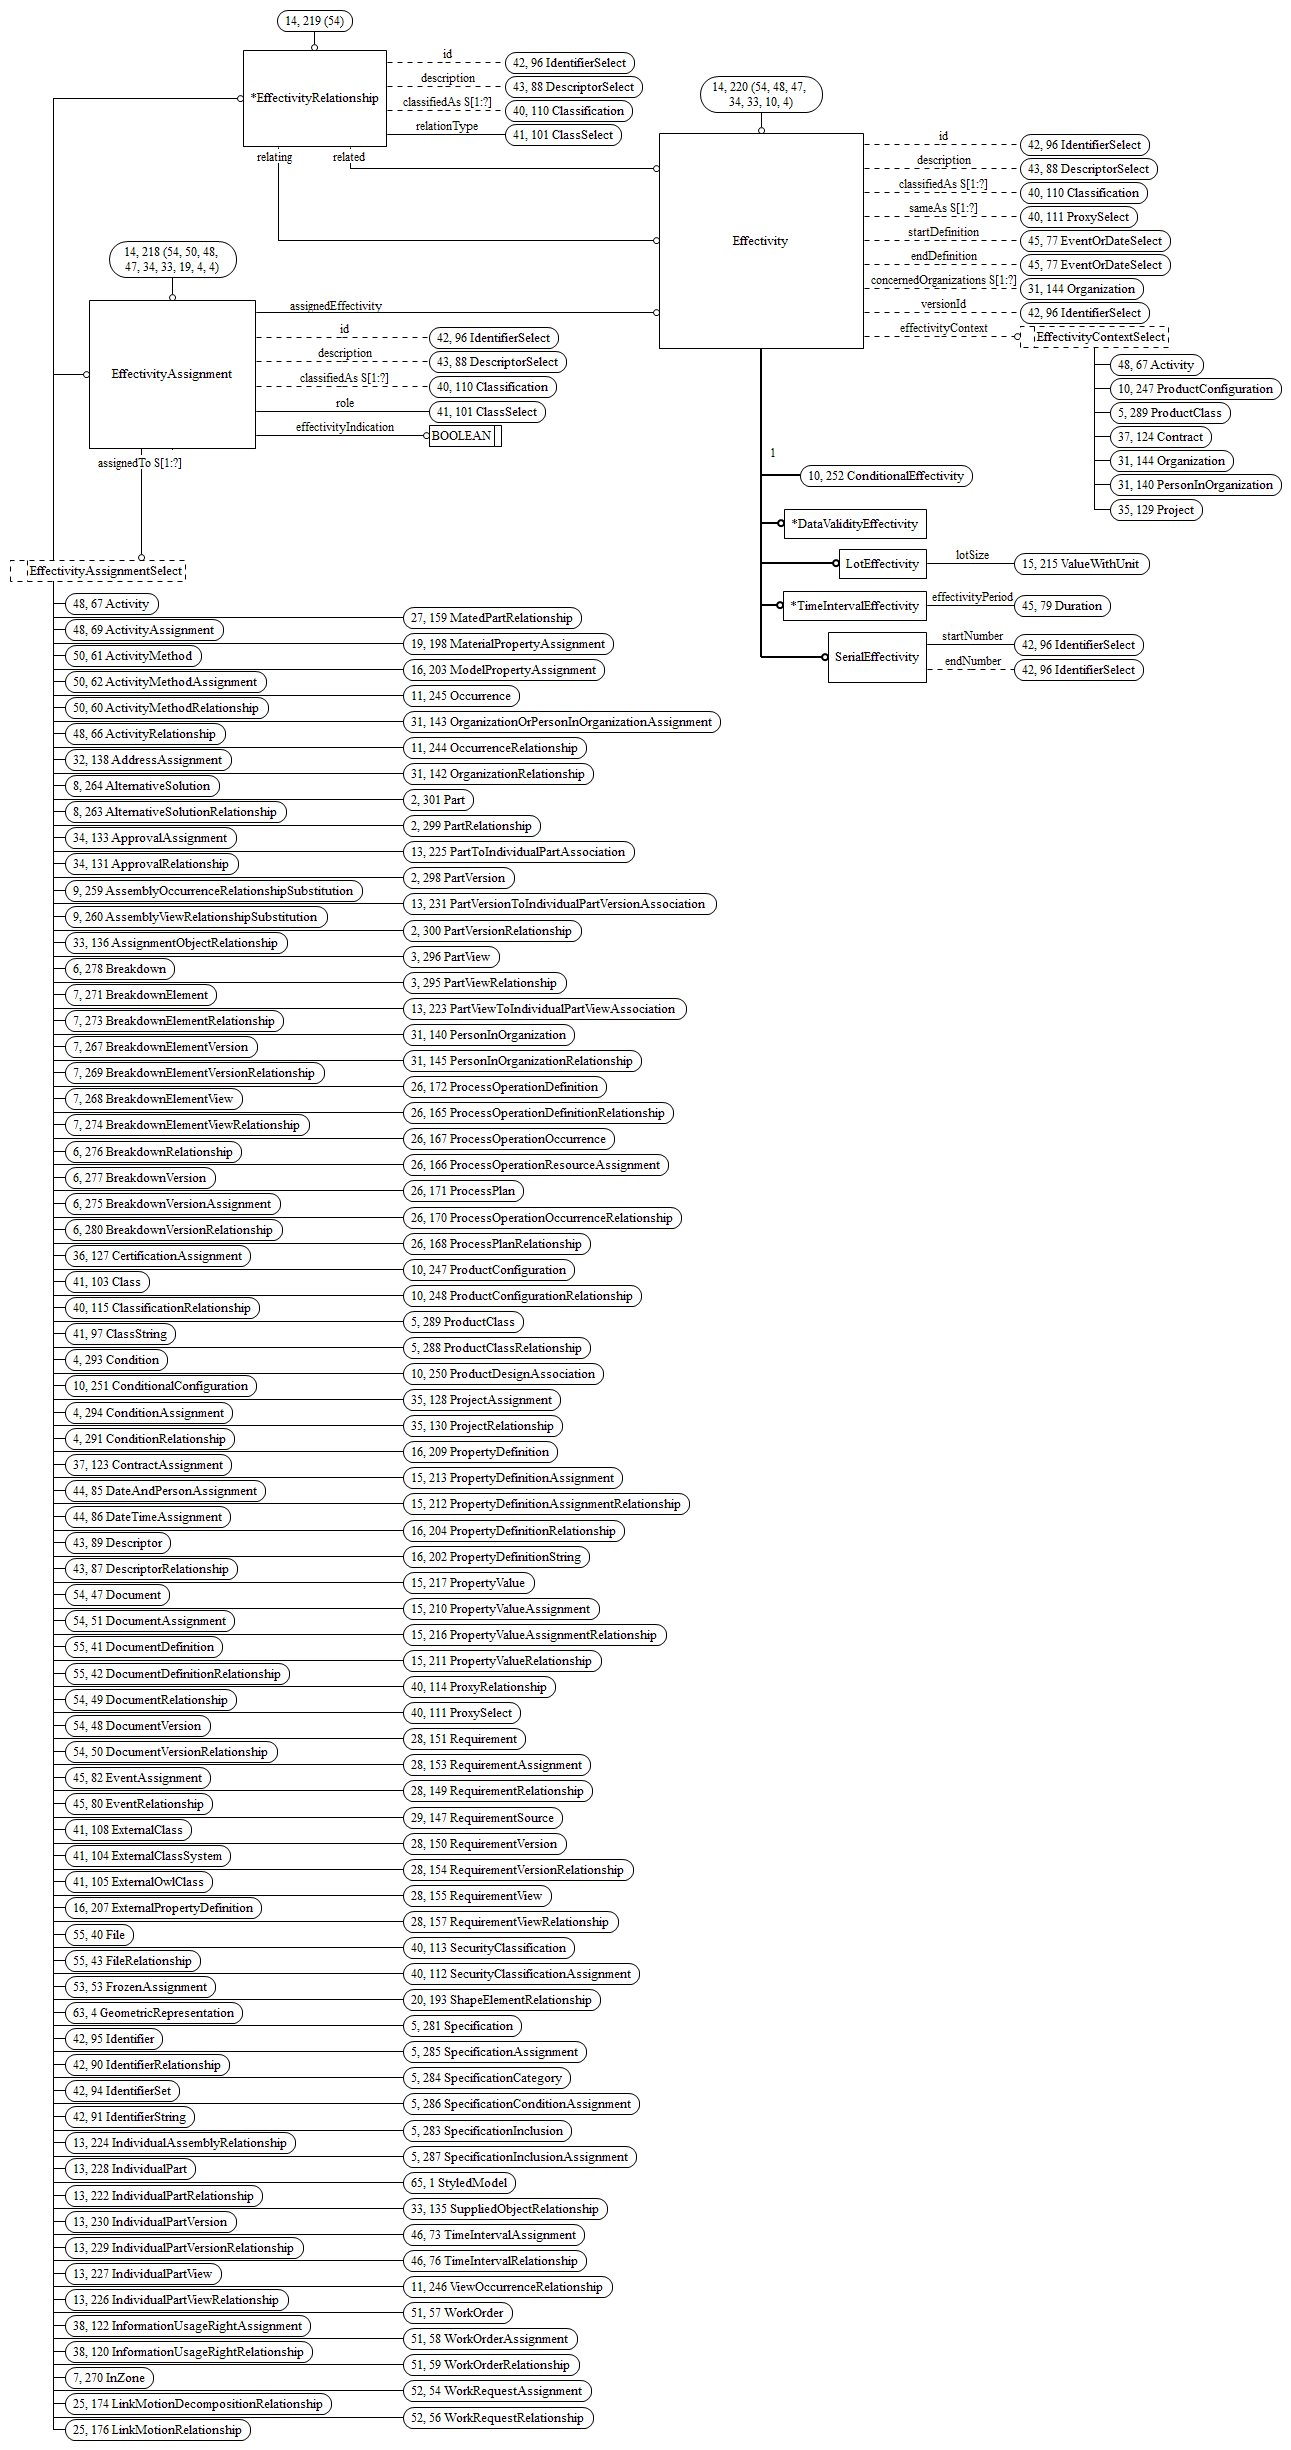 14, 219 (54)
*EffectivityRelationship
id
42, 96 IdentifierSelect
description
43, 88 DescriptorSelect
classifiedAs S[1:?]
40, 110 Classification
relationType
41, 101 ClassSelect
relating
related
14, 220 (54, 48, 47,
34, 33, 10, 4)
Effectivity
id
42, 96 IdentifierSelect
description
43, 88 DescriptorSelect
classifiedAs S[1:?]
40, 110 Classification
sameAs S[1:?]
40, 111 ProxySelect
startDefinition
45, 77 EventOrDateSelect
endDefinition
45, 77 EventOrDateSelect
concernedOrganizations S[1:?]
31, 144 Organization
versionId
42, 96 IdentifierSelect
effectivityContext
EffectivityContextSelect
48, 67 Activity
10, 247 ProductConfiguration
5, 289 ProductClass
37, 124 Contract
31, 144 Organization
31, 140 PersonInOrganization
35, 129 Project
14, 218 (54, 50, 48,
47, 34, 33, 19, 4, 4)
EffectivityAssignment
assignedEffectivity
id
42, 96 IdentifierSelect
description
43, 88 DescriptorSelect
classifiedAs S[1:?]
40, 110 Classification
role
41, 101 ClassSelect
effectivityIndication
BOOLEAN
assignedTo S[1:?]
1
10, 252 ConditionalEffectivity
*DataValidityEffectivity
LotEffectivity
lotSize
15, 215 ValueWithUnit
*TimeIntervalEffectivity
effectivityPeriod
45, 79 Duration
SerialEffectivity
startNumber
42, 96 IdentifierSelect
endNumber
42, 96 IdentifierSelect
EffectivityAssignmentSelect
48, 67 Activity
48, 69 ActivityAssignment
50, 61 ActivityMethod
50, 62 ActivityMethodAssignment
50, 60 ActivityMethodRelationship
48, 66 ActivityRelationship
32, 138 AddressAssignment
8, 264 AlternativeSolution
8, 263 AlternativeSolutionRelationship
34, 133 ApprovalAssignment
34, 131 ApprovalRelationship
9, 259 AssemblyOccurrenceRelationshipSubstitution
9, 260 AssemblyViewRelationshipSubstitution
33, 136 AssignmentObjectRelationship
6, 278 Breakdown
7, 271 BreakdownElement
7, 273 BreakdownElementRelationship
7, 267 BreakdownElementVersion
7, 269 BreakdownElementVersionRelationship
7, 268 BreakdownElementView
7, 274 BreakdownElementViewRelationship
6, 276 BreakdownRelationship
6, 277 BreakdownVersion
6, 275 BreakdownVersionAssignment
6, 280 BreakdownVersionRelationship
36, 127 CertificationAssignment
41, 103 Class
40, 115 ClassificationRelationship
41, 97 ClassString
4, 293 Condition
10, 251 ConditionalConfiguration
4, 294 ConditionAssignment
4, 291 ConditionRelationship
37, 123 ContractAssignment
44, 85 DateAndPersonAssignment
44, 86 DateTimeAssignment
43, 89 Descriptor
43, 87 DescriptorRelationship
54, 47 Document
54, 51 DocumentAssignment
55, 41 DocumentDefinition
55, 42 DocumentDefinitionRelationship
54, 49 DocumentRelationship
54, 48 DocumentVersion
54, 50 DocumentVersionRelationship
45, 82 EventAssignment
45, 80 EventRelationship
41, 108 ExternalClass
41, 104 ExternalClassSystem
41, 105 ExternalOwlClass
16, 207 ExternalPropertyDefinition
55, 40 File
55, 43 FileRelationship
53, 53 FrozenAssignment
63, 4 GeometricRepresentation
42, 95 Identifier
42, 90 IdentifierRelationship
42, 94 IdentifierSet
42, 91 IdentifierString
13, 224 IndividualAssemblyRelationship
13, 228 IndividualPart
13, 222 IndividualPartRelationship
13, 230 IndividualPartVersion
13, 229 IndividualPartVersionRelationship
13, 227 IndividualPartView
13, 226 IndividualPartViewRelationship
38, 122 InformationUsageRightAssignment
38, 120 InformationUsageRightRelationship
7, 270 InZone
25, 174 LinkMotionDecompositionRelationship
25, 176 LinkMotionRelationship
27, 159 MatedPartRelationship
19, 198 MaterialPropertyAssignment
16, 203 ModelPropertyAssignment
11, 245 Occurrence
31, 143 OrganizationOrPersonInOrganizationAssignment
11, 244 OccurrenceRelationship
31, 142 OrganizationRelationship
2, 301 Part
2, 299 PartRelationship
13, 225 PartToIndividualPartAssociation
2, 298 PartVersion
13, 231 PartVersionToIndividualPartVersionAssociation
2, 300 PartVersionRelationship
3, 296 PartView
3, 295 PartViewRelationship
13, 223 PartViewToIndividualPartViewAssociation
31, 140 PersonInOrganization
31, 145 PersonInOrganizationRelationship
26, 172 ProcessOperationDefinition
26, 165 ProcessOperationDefinitionRelationship
26, 167 ProcessOperationOccurrence
26, 166 ProcessOperationResourceAssignment
26, 171 ProcessPlan
26, 170 ProcessOperationOccurrenceRelationship
26, 168 ProcessPlanRelationship
10, 247 ProductConfiguration
10, 248 ProductConfigurationRelationship
5, 289 ProductClass
5, 288 ProductClassRelationship
10, 250 ProductDesignAssociation
35, 128 ProjectAssignment
35, 130 ProjectRelationship
16, 209 PropertyDefinition
15, 213 PropertyDefinitionAssignment
15, 212 PropertyDefinitionAssignmentRelationship
16, 204 PropertyDefinitionRelationship
16, 202 PropertyDefinitionString
15, 217 PropertyValue
15, 210 PropertyValueAssignment
15, 216 PropertyValueAssignmentRelationship
15, 211 PropertyValueRelationship
40, 114 ProxyRelationship
40, 111 ProxySelect
28, 151 Requirement
28, 153 RequirementAssignment
28, 149 RequirementRelationship
29, 147 RequirementSource
28, 150 RequirementVersion
28, 154 RequirementVersionRelationship
28, 155 RequirementView
28, 157 RequirementViewRelationship
40, 113 SecurityClassification
40, 112 SecurityClassificationAssignment
20, 193 ShapeElementRelationship
5, 281 Specification
5, 285 SpecificationAssignment
5, 284 SpecificationCategory
5, 286 SpecificationConditionAssignment
5, 283 SpecificationInclusion
5, 287 SpecificationInclusionAssignment
65, 1 StyledModel
33, 135 SuppliedObjectRelationship
46, 73 TimeIntervalAssignment
46, 76 TimeIntervalRelationship
11, 246 ViewOccurrenceRelationship
51, 57 WorkOrder
51, 58 WorkOrderAssignment
51, 59 WorkOrderRelationship
52, 54 WorkRequestAssignment
52, 56 WorkRequestRelationship